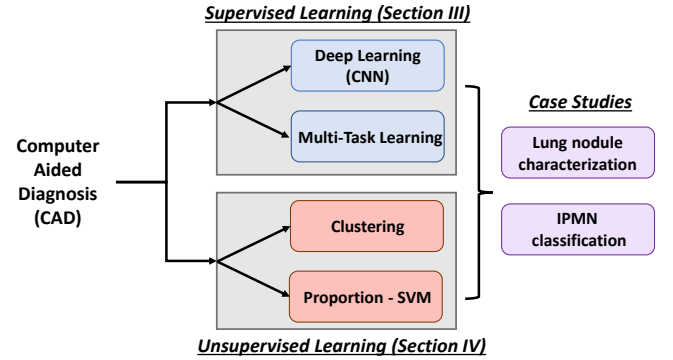 Supervised Learning (Section III)
Deep Learning
(CNN)
Multi-Task Learning
Computer
Aided
Diagnosis
(CAD)
Clustering
Proportion - SVM
Unsupervised Learning (Section IV)
Case Studies
Lung nodule
characterization
IPMN
classification